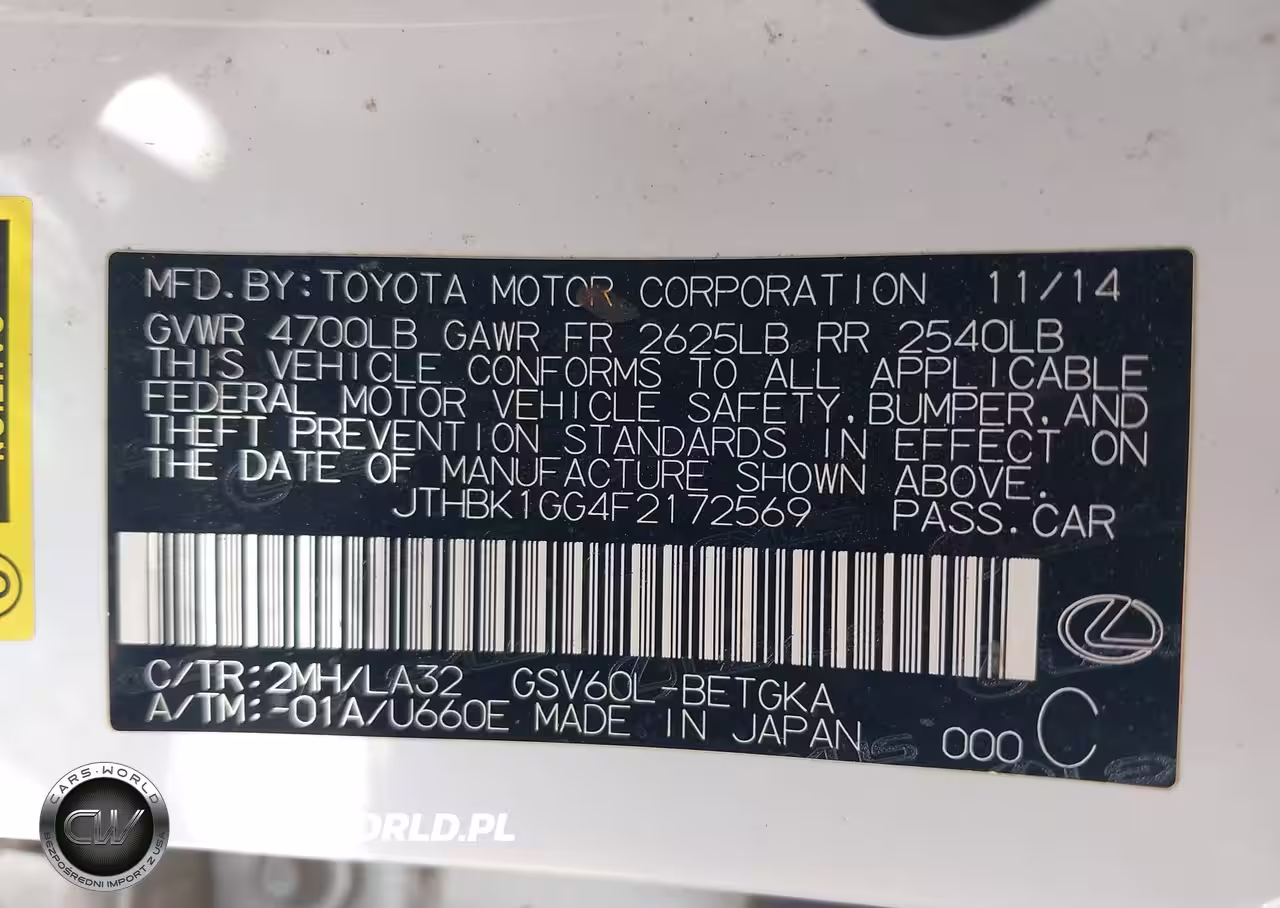 MFD.BY:TOYOTA MOTOR CORPORATION 11/14
GVWR 4700LB GAWR FR 2625LB RR 2540LB
THIS VEHICLE CONFORMS TO ALL APPLICABLE
FEDERAL MOTOR VEHICLE SAFETY,BUMPER,AND
THEFT PREVENTION STANDARDS IN EFFECT ON
THE DATE OF MANUFACTURE SHOWN ABOVE.
JTHBK1GG4F2172569 PASS.CAR
C/TR:2MH/LA32 GSV60L-BETGKA
A/TM:-01A/U660E MADE IN JAPAN 000 C
CARS·WORLD
CW
BEZPOŚREDNI IMPORT Z USA
ORLD.PL